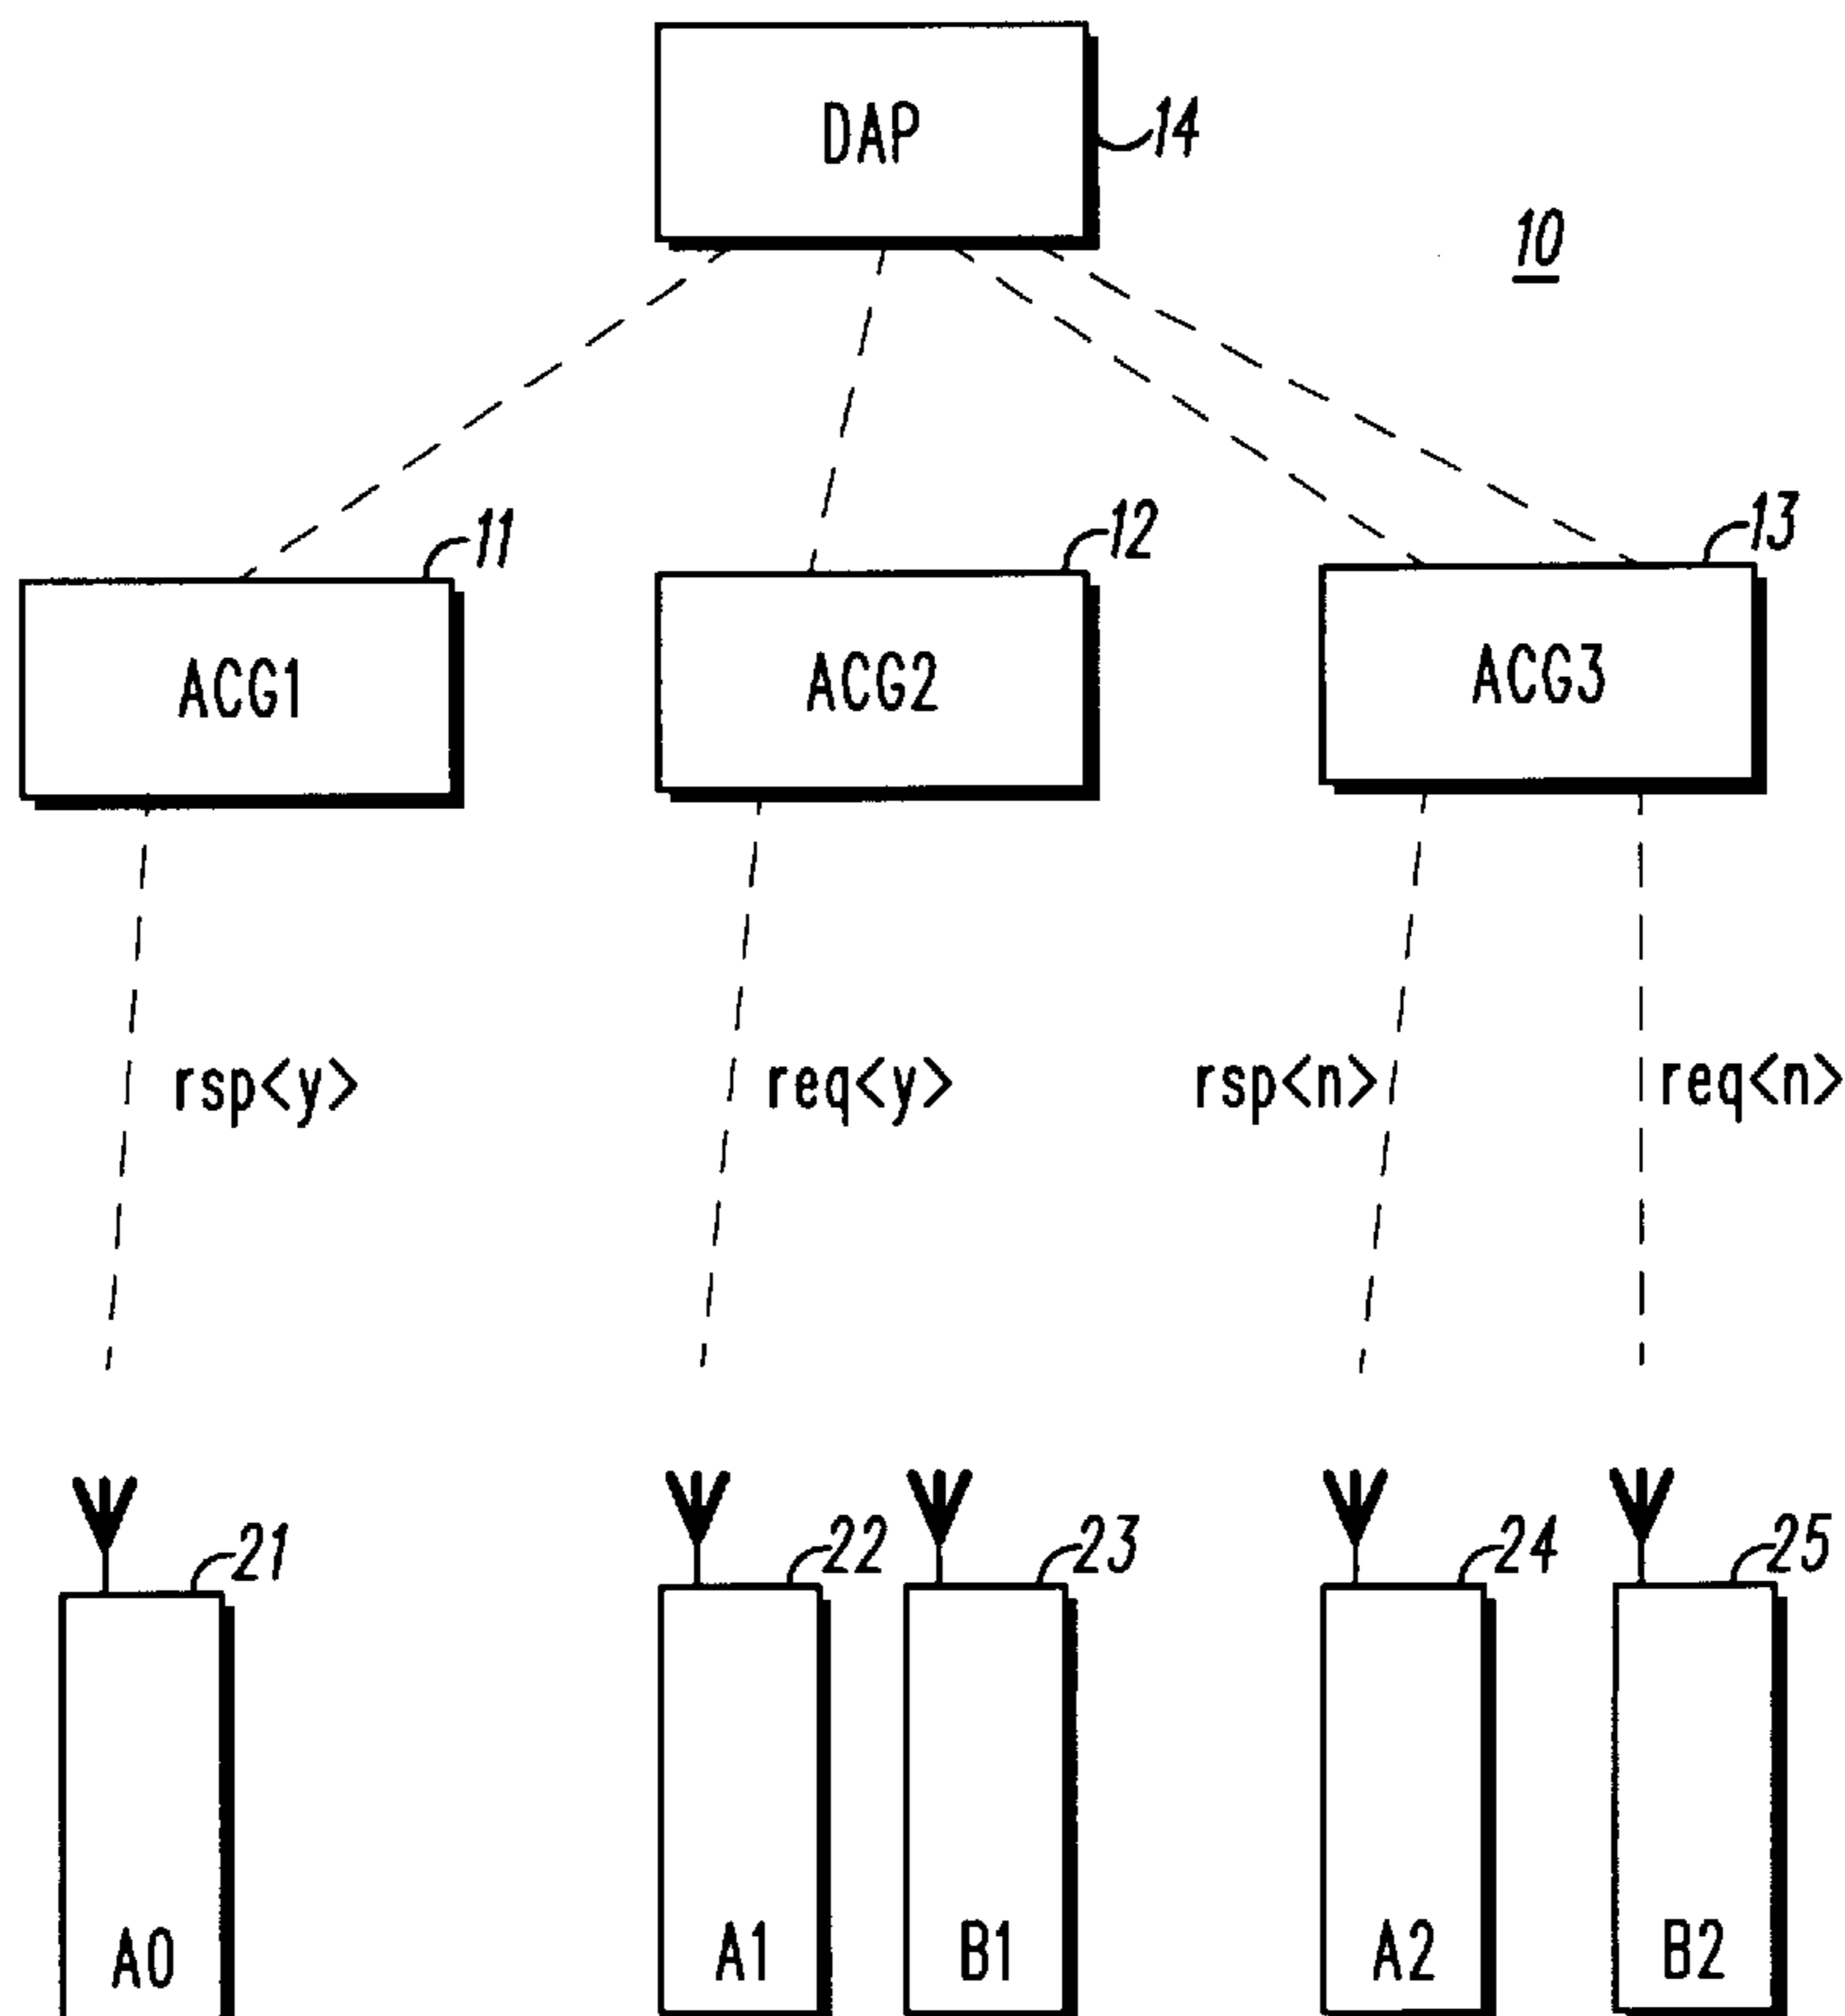 DAP
14
10
11
12
13
ACG1
ACG2
ACG3
rsp<y>
req<y>
rsp<n>
req<n>
21
22
23
24
25
A0
A1
B1
A2
B2